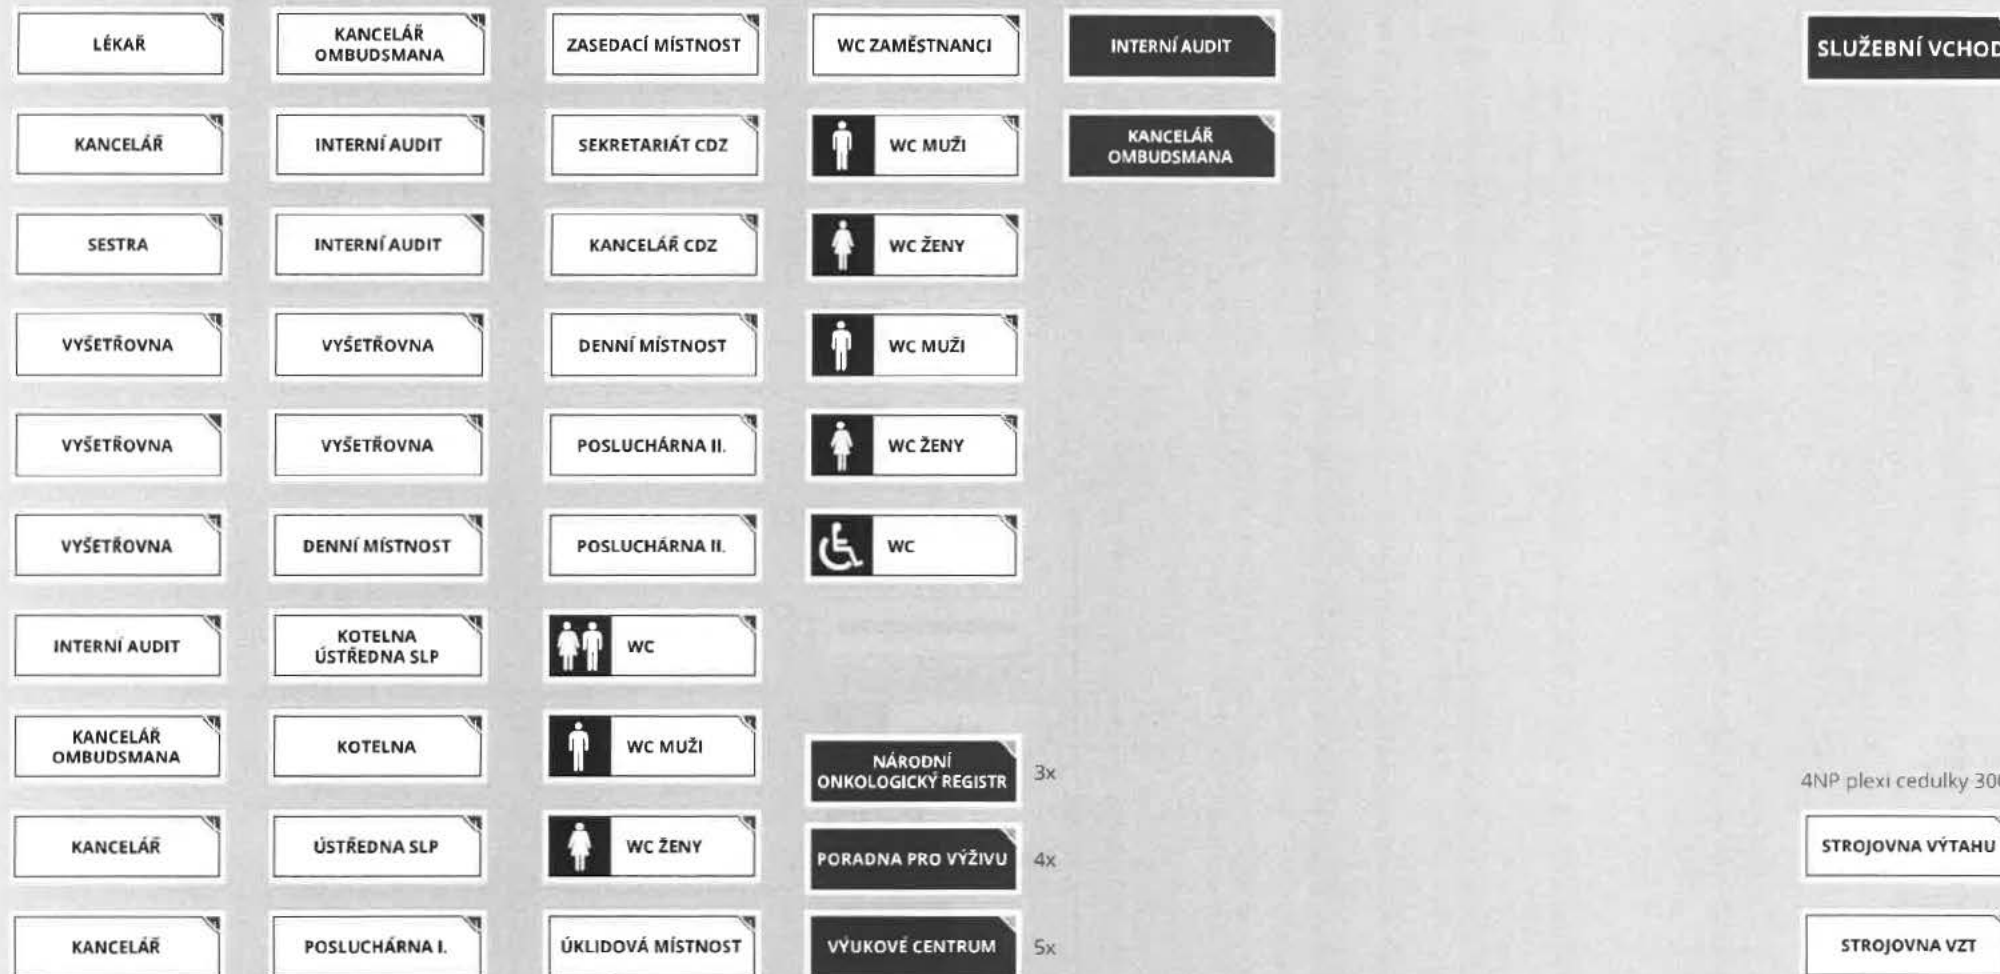 LÉKAŘ
KANCELÁŘ
OMBUDSMANA
ZASEDACÍ MÍSTNOST
WC ZAMĚSTNANCI
INTERNÍ AUDIT
SLUŽEBNÍ VCHOD
KANCELÁŘ
INTERNÍ AUDIT
SEKRETARIÁT CDZ
WC MUŽI
KANCELÁŘ
OMBUDSMANA
SESTRA
INTERNÍ AUDIT
KANCELÁŘ CDZ
WC ŽENY
VYŠETŘOVNA
VYŠETŘOVNA
DENNÍ MÍSTNOST
WC MUŽI
VYŠETŘOVNA
VYŠETŘOVNA
POSLUCHÁRNA II.
WC ŽENY
VYŠETŘOVNA
DENNÍ MÍSTNOST
POSLUCHÁRNA II.
WC
INTERNÍ AUDIT
KOTELNA
ÚSTŘEDNA SLP
WC
KANCELÁŘ
OMBUDSMANA
KOTELNA
WC MUŽI
NÁRODNÍ
ONKOLOGICKÝ REGISTR
3x
4NP plexi cedulky 300
KANCELÁŘ
ÚSTŘEDNA SLP
WC ŽENY
PORADNA PRO VÝŽIVU
4x
STROJOVNA VÝTAHU
KANCELÁŘ
POSLUCHÁRNA I.
ÚKLIDOVÁ MÍSTNOST
VÝUKOVÉ CENTRUM
5x
STROJOVNA VZT